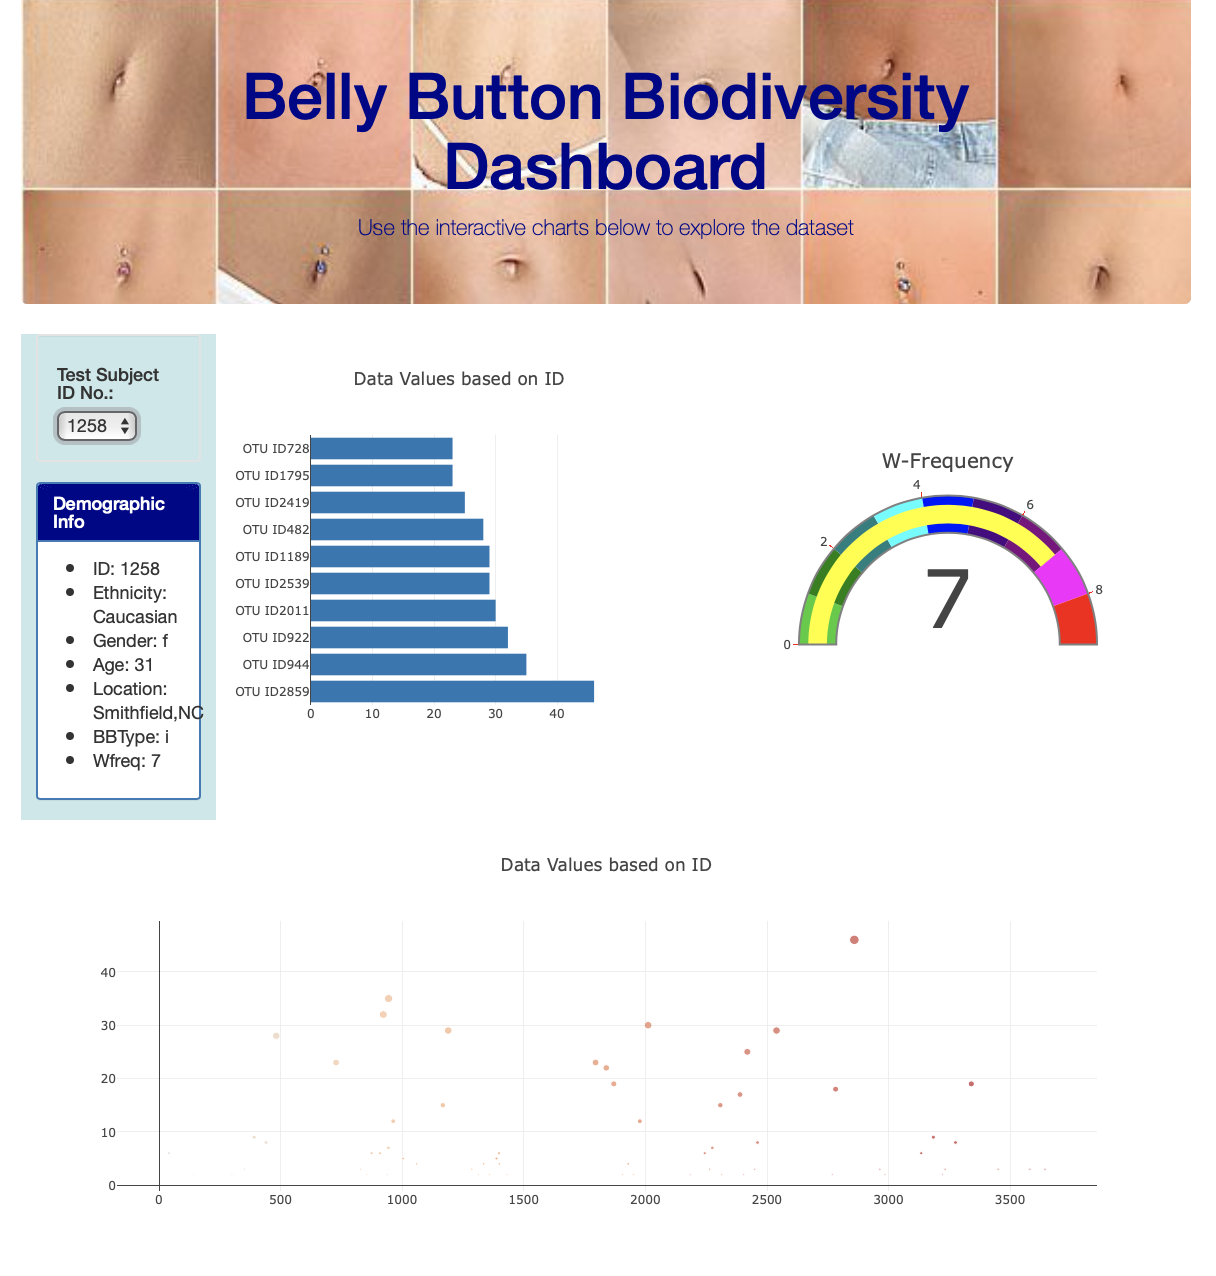 Belly Button Biodiversity
Dashboard
Use the interactive charts below to explore the dataset
Test Subject
ID No.:
1258
Demographic
Info
ID: 1258
Ethnicity:
Caucasian
Gender: f
Age: 31
Location:
Smithfield,NC
BBType: i
Wfreq: 7
Data Values based on ID
OTU ID728
OTU ID1795
OTU ID2419
OTU ID482
OTU ID1189
OTU ID2539
OTU ID2011
OTU ID922
OTU ID944
OTU ID2859
0 10 20 30 40
W-Frequency
4
6
2
8
7
0
Data Values based on ID
40
30
20
10
0
0 500 1000 1500 2000 2500 3000 3500